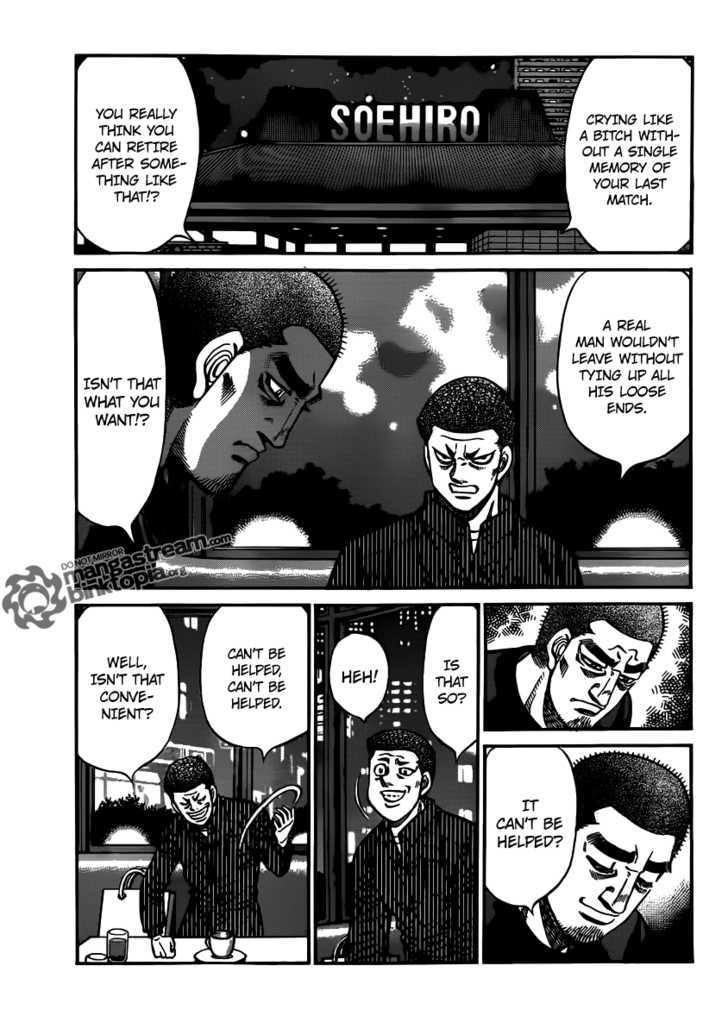 CRYING LIKE
A BITCH WITH-
OUT A SINGLE
MEMORY OF
YOUR LAST
MATCH.
SOEHIRO
YOU REALLY
THINK YOU
CAN RETIRE
AFTER SOME-
THING LIKE
THAT!?
A REAL
MAN WOULDN'T
LEAVE WITHOUT
TYING UP ALL
HIS LOOSE
ENDS.
ISN'T THAT
WHAT YOU
WANT!?
DO NOT MIRROR
mangastream.com
binktopia.org
IT
CAN'T BE
HELPED?
IS
THAT
SO?
HEH!
CAN'T BE
HELPED,
CAN'T BE
HELPED.
WELL,
ISN'T THAT
CONVE-
NIENT?